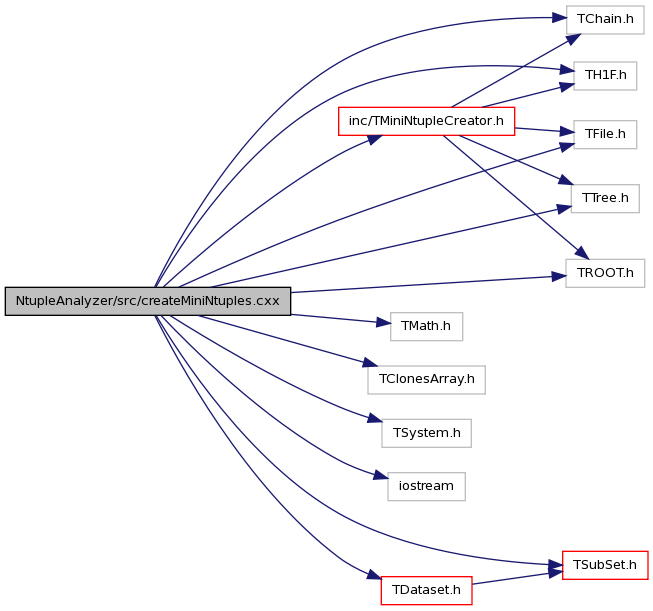 TChain.h
TH1F.h
inc/TMiniNtupleCreator.h
TFile.h
TTree.h
TROOT.h
NtupleAnalyzer/src/createMiniNtuples.cxx
TMath.h
TClonesArray.h
TSystem.h
iostream
TSubSet.h
TDataset.h